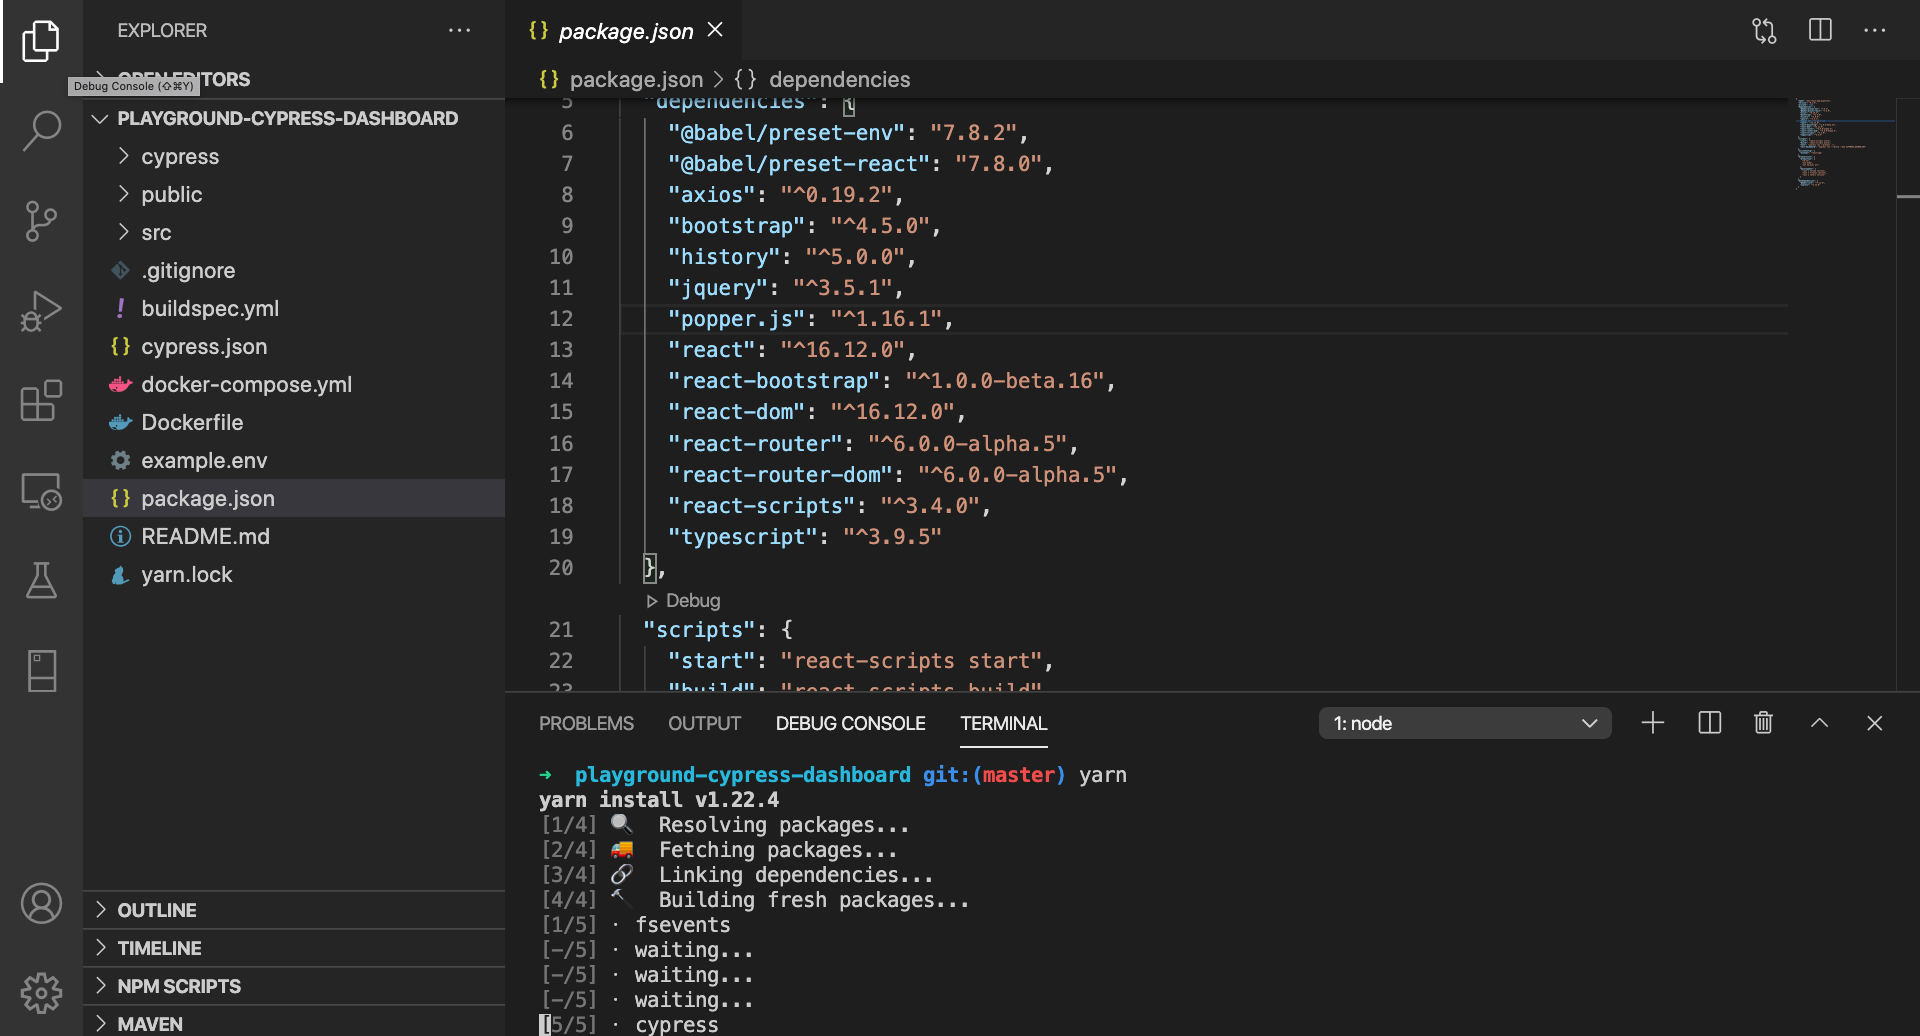 EXPLORER
OPEN EDITORS
Debug Console (⇧⌘Y)
PLAYGROUND-CYPRESS-DASHBOARD
cypress
public
src
.gitignore
buildspec.yml
cypress.json
docker-compose.yml
Dockerfile
example.env
package.json
README.md
yarn.lock
OUTLINE
TIMELINE
NPM SCRIPTS
MAVEN
{} package.json
{} package.json > {} dependencies
5 "dependencies": {
6 "@babel/preset-env": "7.8.2",
7 "@babel/preset-react": "7.8.0",
8 "axios": "^0.19.2",
9 "bootstrap": "^4.5.0",
10 "history": "^5.0.0",
11 "jquery": "^3.5.1",
12 "popper.js": "^1.16.1",
13 "react": "^16.12.0",
14 "react-bootstrap": "^1.0.0-beta.16",
15 "react-dom": "^16.12.0",
16 "react-router": "^6.0.0-alpha.5",
17 "react-router-dom": "^6.0.0-alpha.5",
18 "react-scripts": "^3.4.0",
19 "typescript": "^3.9.5"
20 },
Debug
21 "scripts": {
22 "start": "react-scripts start",
23 "build": "react-scripts build"
PROBLEMS OUTPUT DEBUG CONSOLE TERMINAL 1: node
→ playground-cypress-dashboard git:(master) yarn
yarn install v1.22.4
[1/4] 🔍 Resolving packages...
[2/4] 🚚 Fetching packages...
[3/4] 🔗 Linking dependencies...
[4/4] 🔨 Building fresh packages...
[1/5] · fsevents
[-/5] · waiting...
[-/5] · waiting...
[-/5] · waiting...
[5/5] · cypress